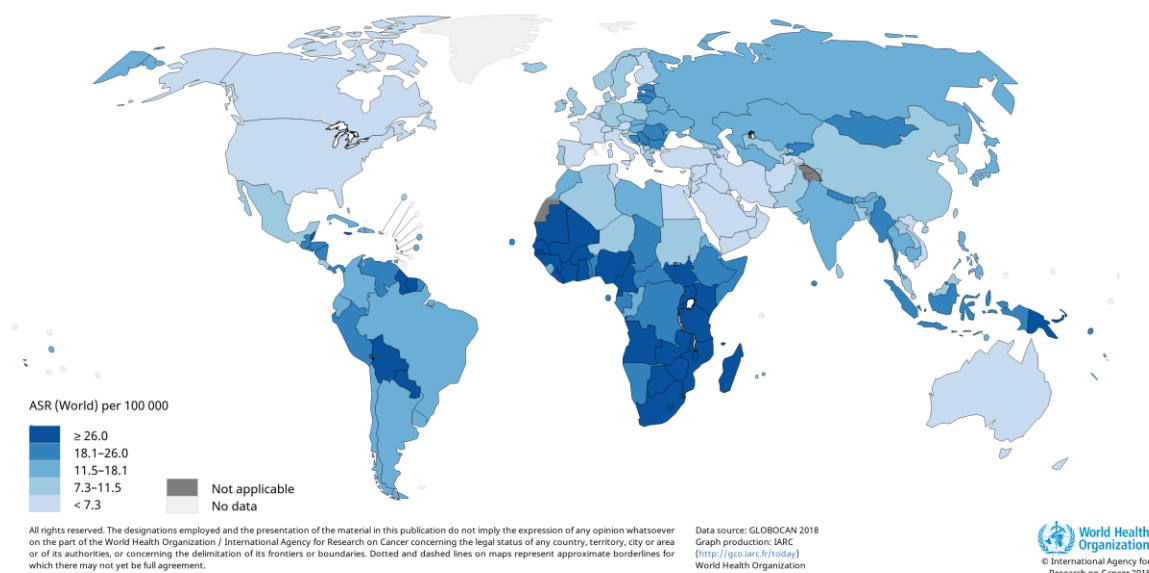 ASR (World) per 100 000
≥ 26.0
18.1–26.0
11.5–18.1
7.3–11.5
< 7.3
Not applicable
No data
All rights reserved. The designations employed and the presentation of the material in this publication do not imply the expression of any opinion whatsoever
on the part of the World Health Organization / International Agency for Research on Cancer concerning the legal status of any country, territory, city or area
or of its authorities, or concerning the delimitation of its frontiers or boundaries. Dotted and dashed lines on maps represent approximate borderlines for
which there may not yet be full agreement.
Data source: GLOBOCAN 2018
Graph production: IARC
(http://gco.iarc.fr/today)
World Health Organization
World Health
Organization
© International Agency for
Research on Cancer 2018